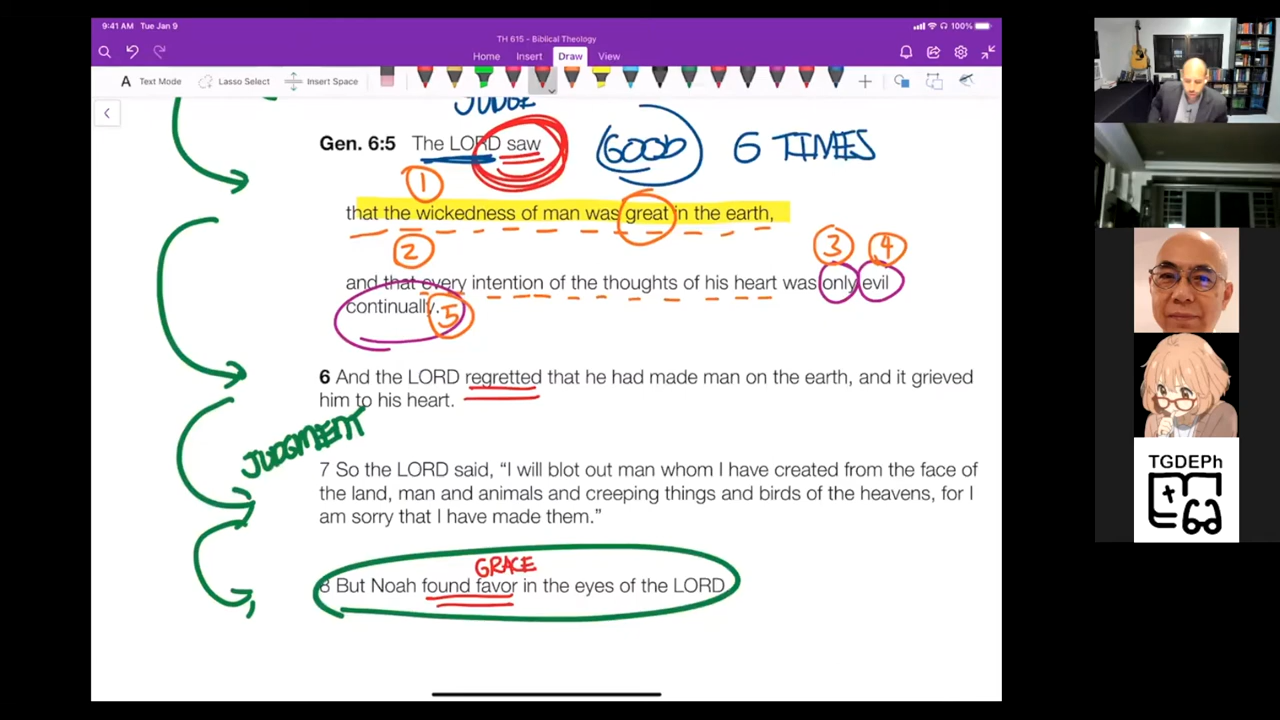 9:41 AM Tue Jan 9
100%
TH 615 - Biblical Theology
Home Insert Draw View
A Text Mode Lasso Select Insert Space
JUDGE
Gen. 6:5 The LORD saw GOOD 6 TIMES
1
that the wickedness of man was great in the earth,
2 3 4
and that every intention of the thoughts of his heart was only evil
continually. 5
6 And the LORD regretted that he had made man on the earth, and it grieved
him to his heart.
JUDGMENT
7 So the LORD said, “I will blot out man whom I have created from the face of
the land, man and animals and creeping things and birds of the heavens, for I
am sorry that I have made them.”
GRACE
8 But Noah found favor in the eyes of the LORD
TGDEPh